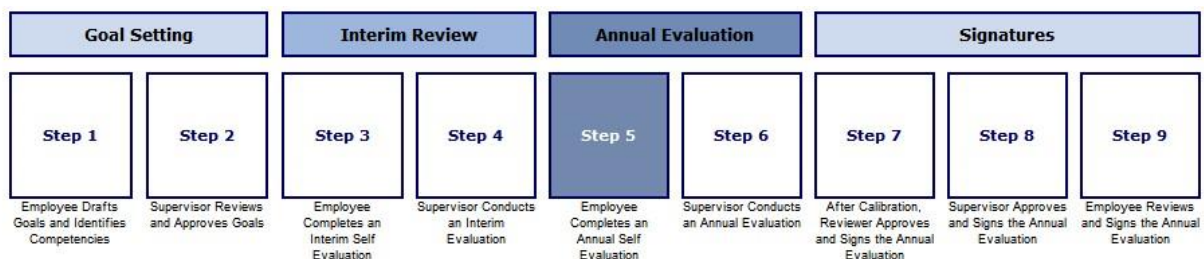 Goal Setting
Interim Review
Annual Evaluation
Signatures
Step 1
Step 2
Step 3
Step 4
Step 5
Step 6
Step 7
Step 8
Step 9
Employee Drafts
Goals and Identifies
Competencies
Supervisor Reviews
and Approves Goals
Employee
Completes an
Interim Self
Evaluation
Supervisor Conducts
an Interim
Evaluation
Employee
Completes an
Annual Self
Evaluation
Supervisor Conducts
an Annual Evaluation
After Calibration,
Reviewer Approves
and Signs the Annual
Evaluation
Supervisor Approves
and Signs the Annual
Evaluation
Employee Reviews
and Signs the Annual
Evaluation